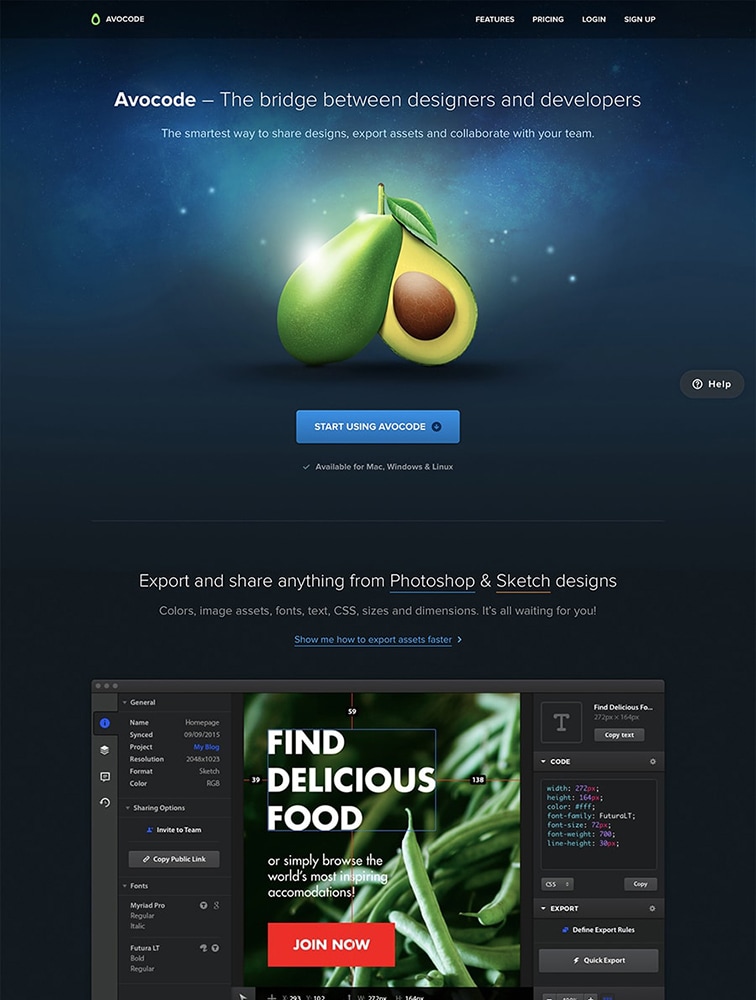 AVOCODE
FEATURES
PRICING
LOGIN
SIGN UP
Avocode – The bridge between designers and developers
The smartest way to share designs, export assets and collaborate with your team.
Help
START USING AVOCODE
Available for Mac, Windows & Linux
Export and share anything from Photoshop & Sketch designs
Colors, image assets, fonts, text, CSS, sizes and dimensions. It's all waiting for you!
Show me how to export assets faster
General
Name Homepage
Synced 09/09/2015
Project My Blog
Resolution 2048x1023
Format Sketch
Color RGB
Sharing Options
Invite to Team
Copy Public Link
Fonts
Myriad Pro
Regular
Italic
Futura LT
Bold
Regular
59
39
138
FIND
DELICIOUS
FOOD
or simply browse the
world's most inspiring
accomodations!
JOIN NOW
X: 293 Y: 102 W: 272px H: 164px
Find Delicious Fo...
272px × 164px
Copy text
CODE
width: 272px;
height: 164px;
color: #fff;
font-family: FuturaLT;
font-size: 72px;
font-weight: 700;
line-height: 30px;
CSS
Copy
EXPORT
Define Export Rules
Quick Export